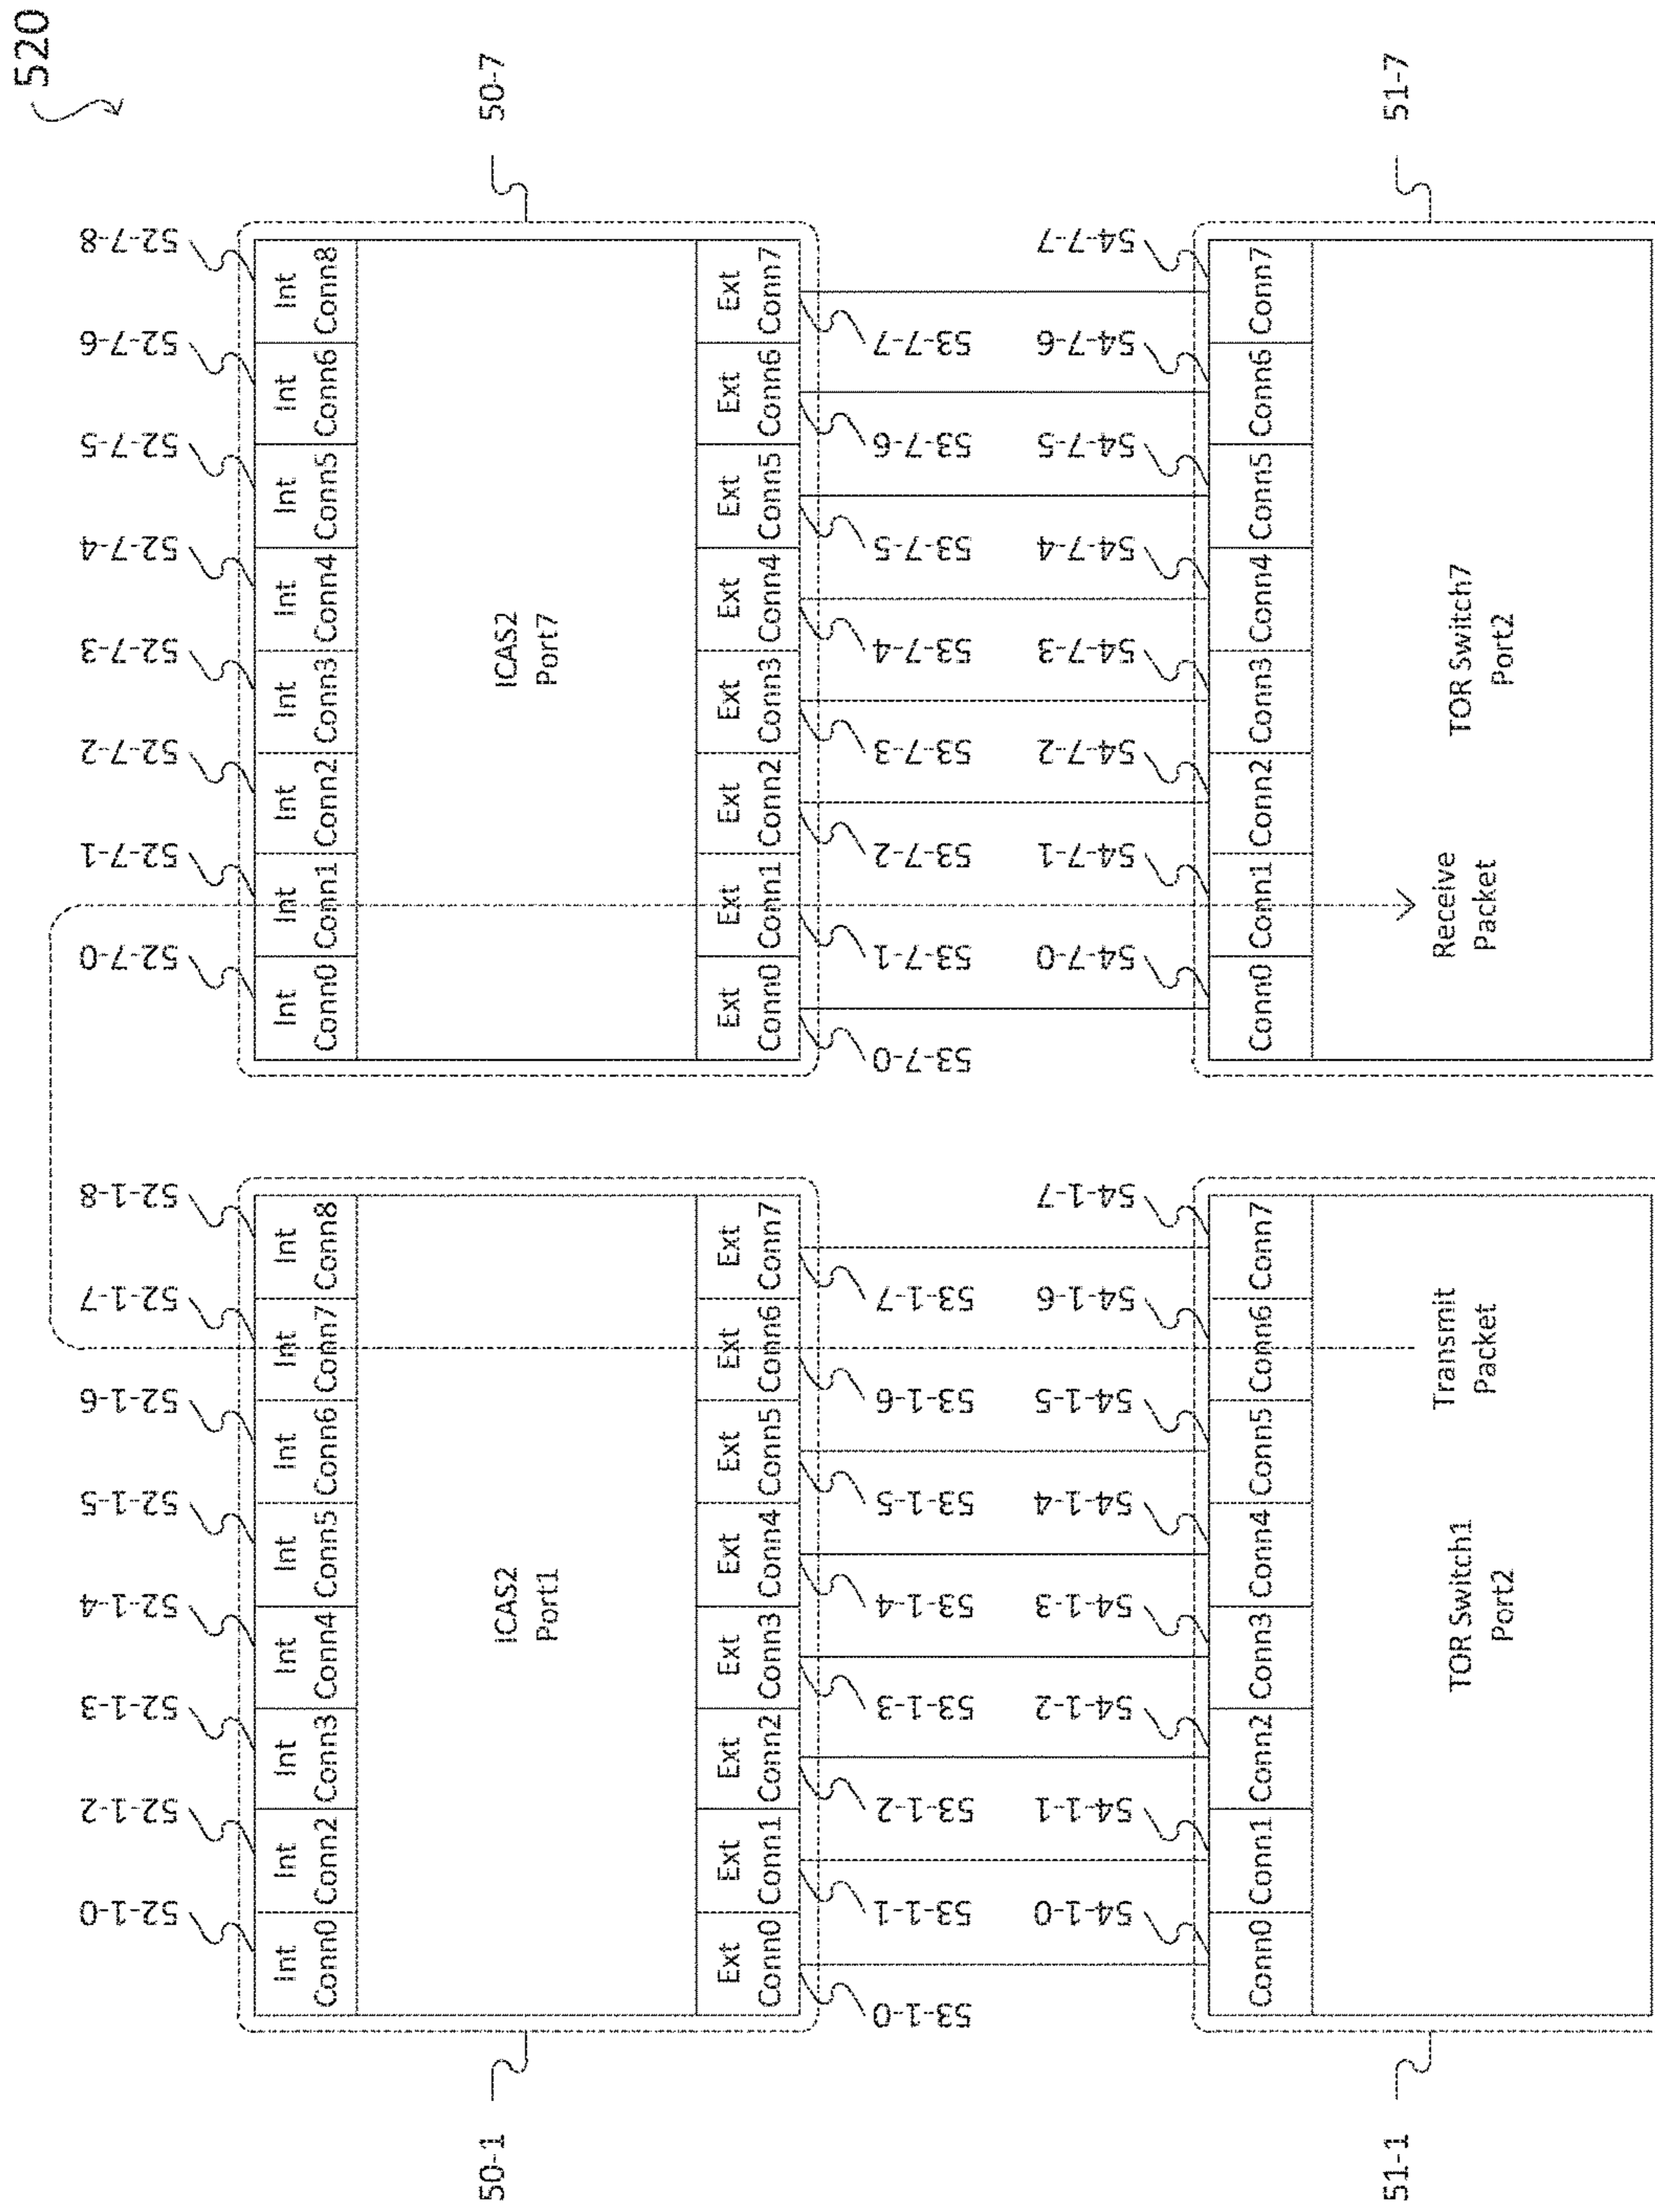 520
52-1-0
52-1-2
52-1-3
52-1-4
52-1-5
52-1-6
52-1-7
52-1-8
52-7-0
52-7-1
52-7-2
52-7-3
52-7-4
52-7-5
52-7-6
52-7-8
Int
Conn0
Int
Conn2
Int
Conn3
Int
Conn4
Int
Conn5
Int
Conn6
Int
Conn7
Int
Conn8
Int
Conn0
Int
Conn1
Int
Conn2
Int
Conn3
Int
Conn4
Int
Conn5
Int
Conn6
Int
Conn8
50-1
ICAS2
Port1
ICAS2
Port7
50-7
Ext
Conn0
Ext
Conn1
Ext
Conn2
Ext
Conn3
Ext
Conn4
Ext
Conn5
Ext
Conn6
Ext
Conn7
Ext
Conn0
Ext
Conn1
Ext
Conn2
Ext
Conn3
Ext
Conn4
Ext
Conn5
Ext
Conn6
Ext
Conn7
53-1-0
53-1-1
53-1-2
53-1-3
53-1-4
53-1-5
53-1-6
53-1-7
53-7-0
53-7-1
53-7-2
53-7-3
53-7-4
53-7-5
53-7-6
53-7-7
54-1-0
54-1-1
54-1-2
54-1-3
54-1-4
54-1-5
54-1-6
54-1-7
54-7-0
54-7-1
54-7-2
54-7-3
54-7-4
54-7-5
54-7-6
54-7-7
Conn0
Conn1
Conn2
Conn3
Conn4
Conn5
Conn6
Conn7
Conn0
Conn1
Conn2
Conn3
Conn4
Conn5
Conn6
Conn7
51-1
TOR Switch1
Port2
Transmit
Packet
Receive
Packet
TOR Switch7
Port2
51-7